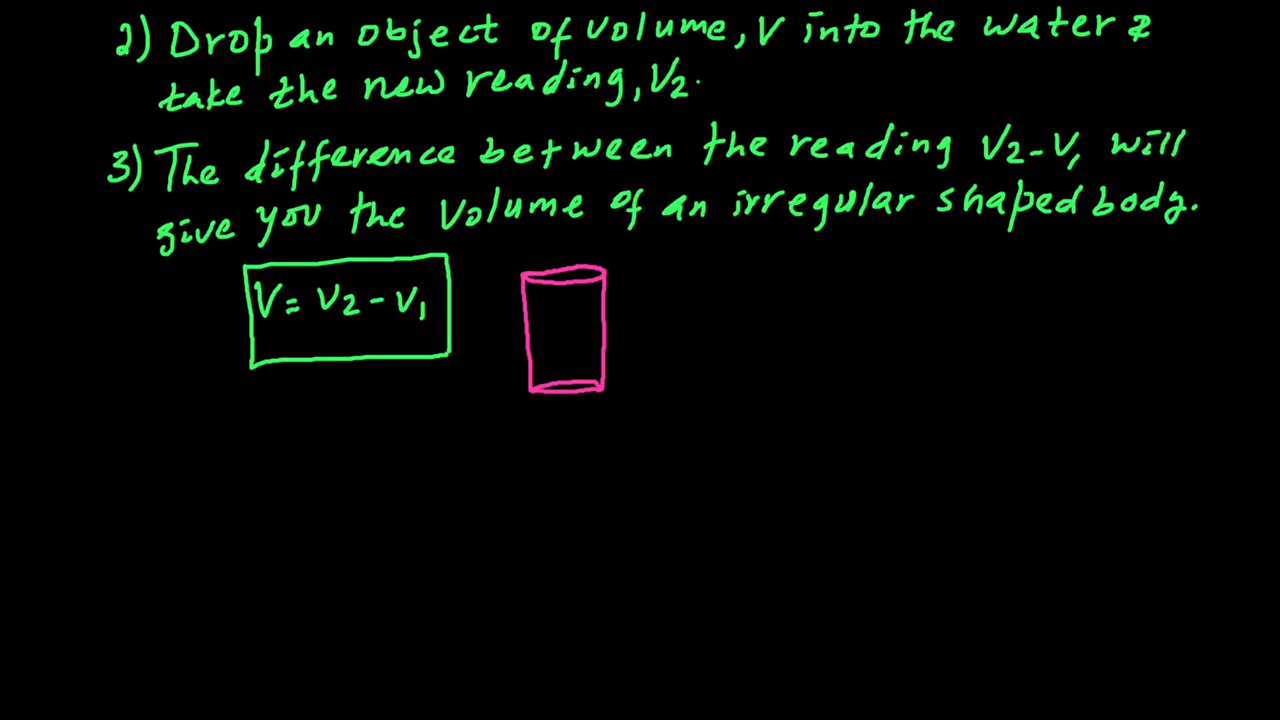 2) Drop an object of volume, V into the water &
take the new reading, V2.
3) The difference between the reading V2-V1 will
give you the volume of an irregular shaped body.
V = V2 - V1